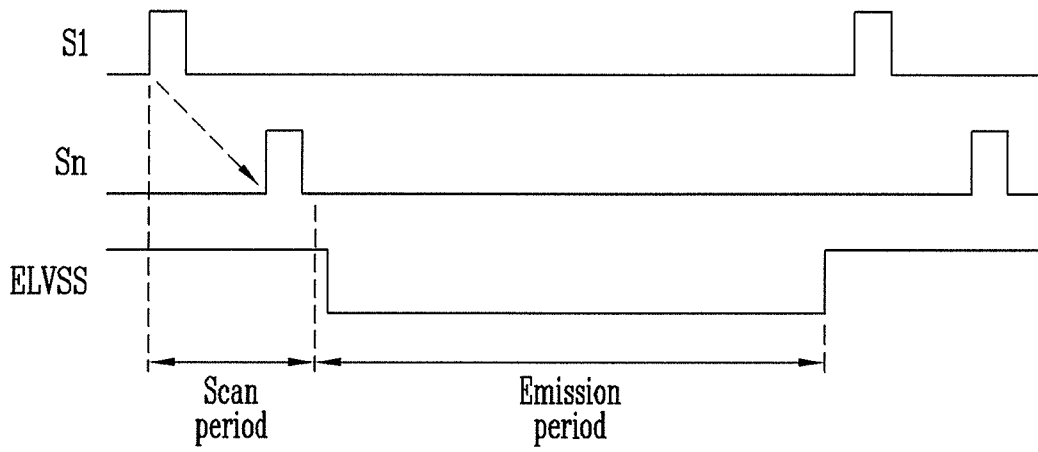 S1
Sn
ELVSS
Scan
period
Emission
period